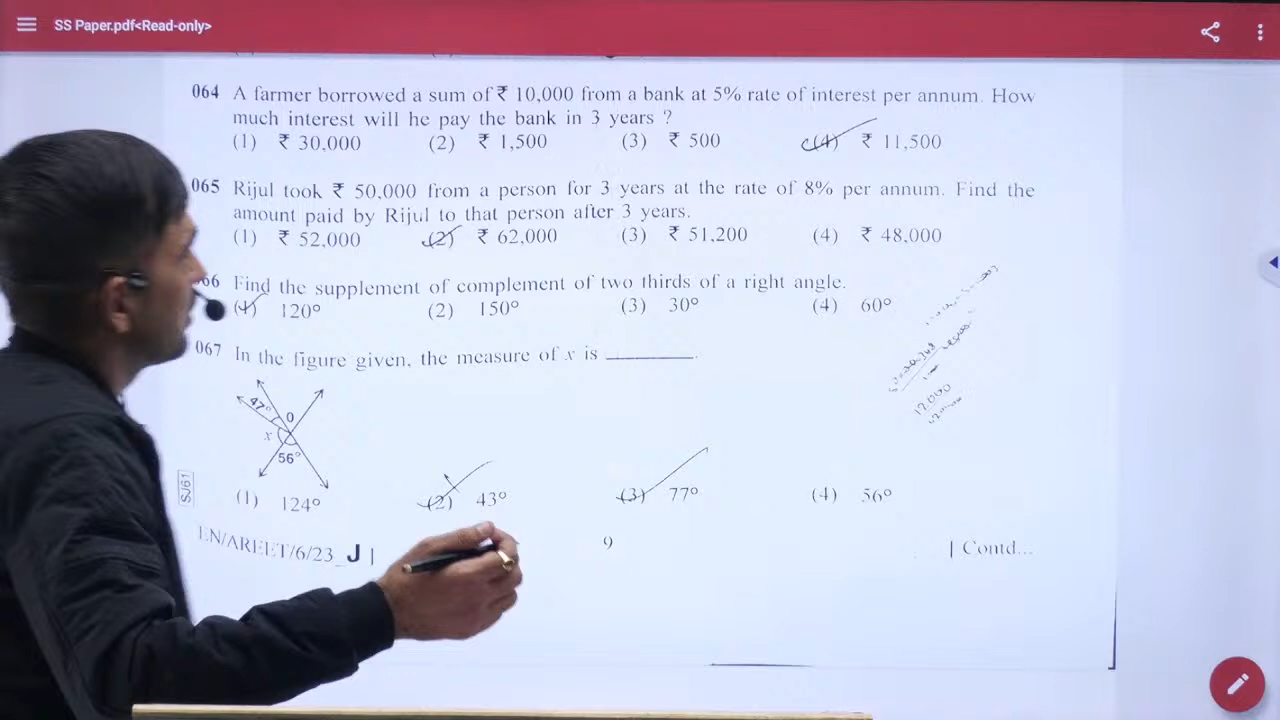 SS Paper.pdf<Read-only>
064 A farmer borrowed a sum of ₹ 10,000 from a bank at 5% rate of interest per annum. How
much interest will he pay the bank in 3 years ?
(1) ₹ 30,000 (2) ₹ 1,500 (3) ₹ 500 (4) ₹ 11,500
065 Rijul took ₹ 50,000 from a person for 3 years at the rate of 8% per annum. Find the
amount paid by Rijul to that person after 3 years.
(1) ₹ 52,000 (2) ₹ 62,000 (3) ₹ 51,200 (4) ₹ 48,000
66 Find the supplement of complement of two thirds of a right angle.
(1) 120° (2) 150° (3) 30° (4) 60°
067 In the figure given, the measure of x is ________.
47° 0
x
56°
12000
(1) 124° (2) 43° (3) 77° (4) 56°
SJ61
EN/AREET/6/23_J | 9 | Contd...